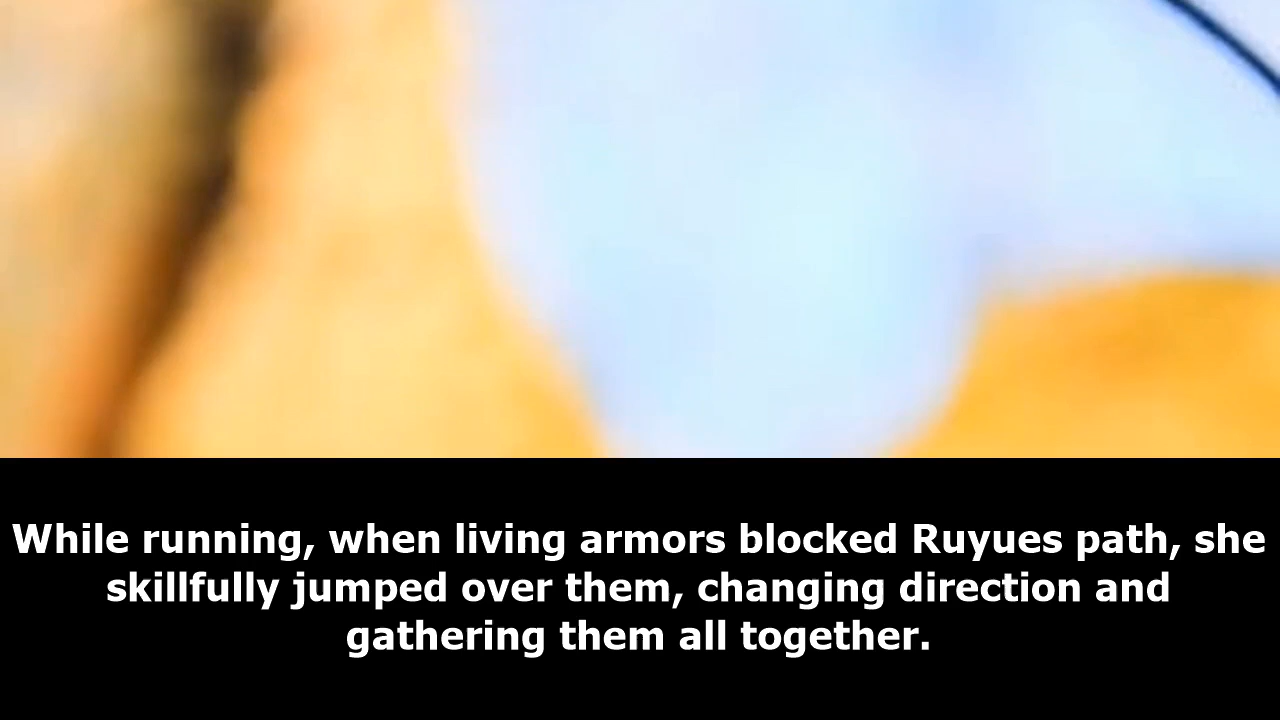 While running, when living armors blocked Ruyues path, she
skillfully jumped over them, changing direction and
gathering them all together.